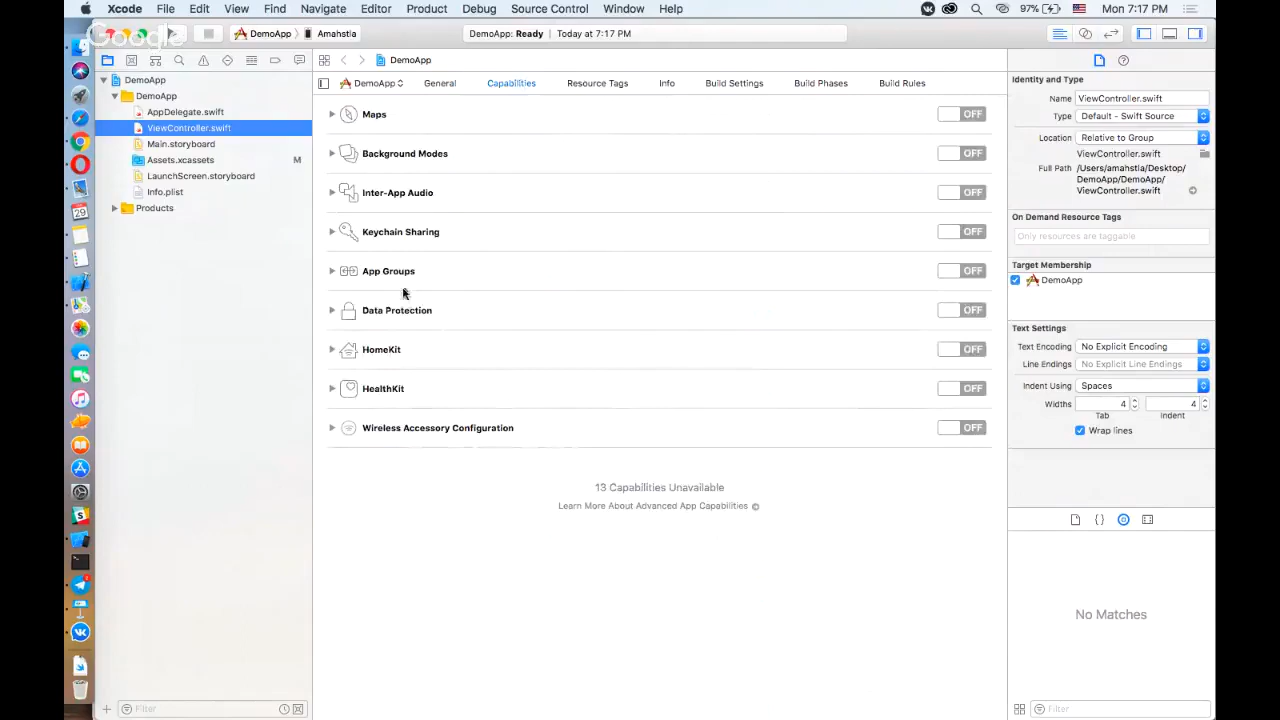 Xcode File Edit View Find Navigate Editor Product Debug Source Control Window Help 97% Mon 7:17 PM
Google
DemoApp Amahstia DemoApp: Ready Today at 7:17 PM
DemoApp
DemoApp General Capabilities Resource Tags Info Build Settings Build Phases Build Rules
DemoApp
DemoApp
AppDelegate.swift
ViewController.swift
Main.storyboard
Assets.xcassets M
LaunchScreen.storyboard
Info.plist
Products
29
S
Maps OFF
Background Modes OFF
Inter-App Audio OFF
Keychain Sharing OFF
App Groups OFF
Data Protection OFF
HomeKit OFF
HealthKit OFF
Wireless Accessory Configuration OFF
13 Capabilities Unavailable
Learn More About Advanced App Capabilities
Identity and Type
Name ViewController.swift
Type Default - Swift Source
Location Relative to Group
ViewController.swift
Full Path /Users/amahstla/Desktop/
DemoApp/DemoApp/
ViewController.swift
On Demand Resource Tags
Only resources are taggable
Target Membership
DemoApp
Text Settings
Text Encoding No Explicit Encoding
Line Endings No Explicit Line Endings
Indent Using Spaces
Widths 4 4
Tab Indent
Wrap lines
No Matches
Filter
Filter